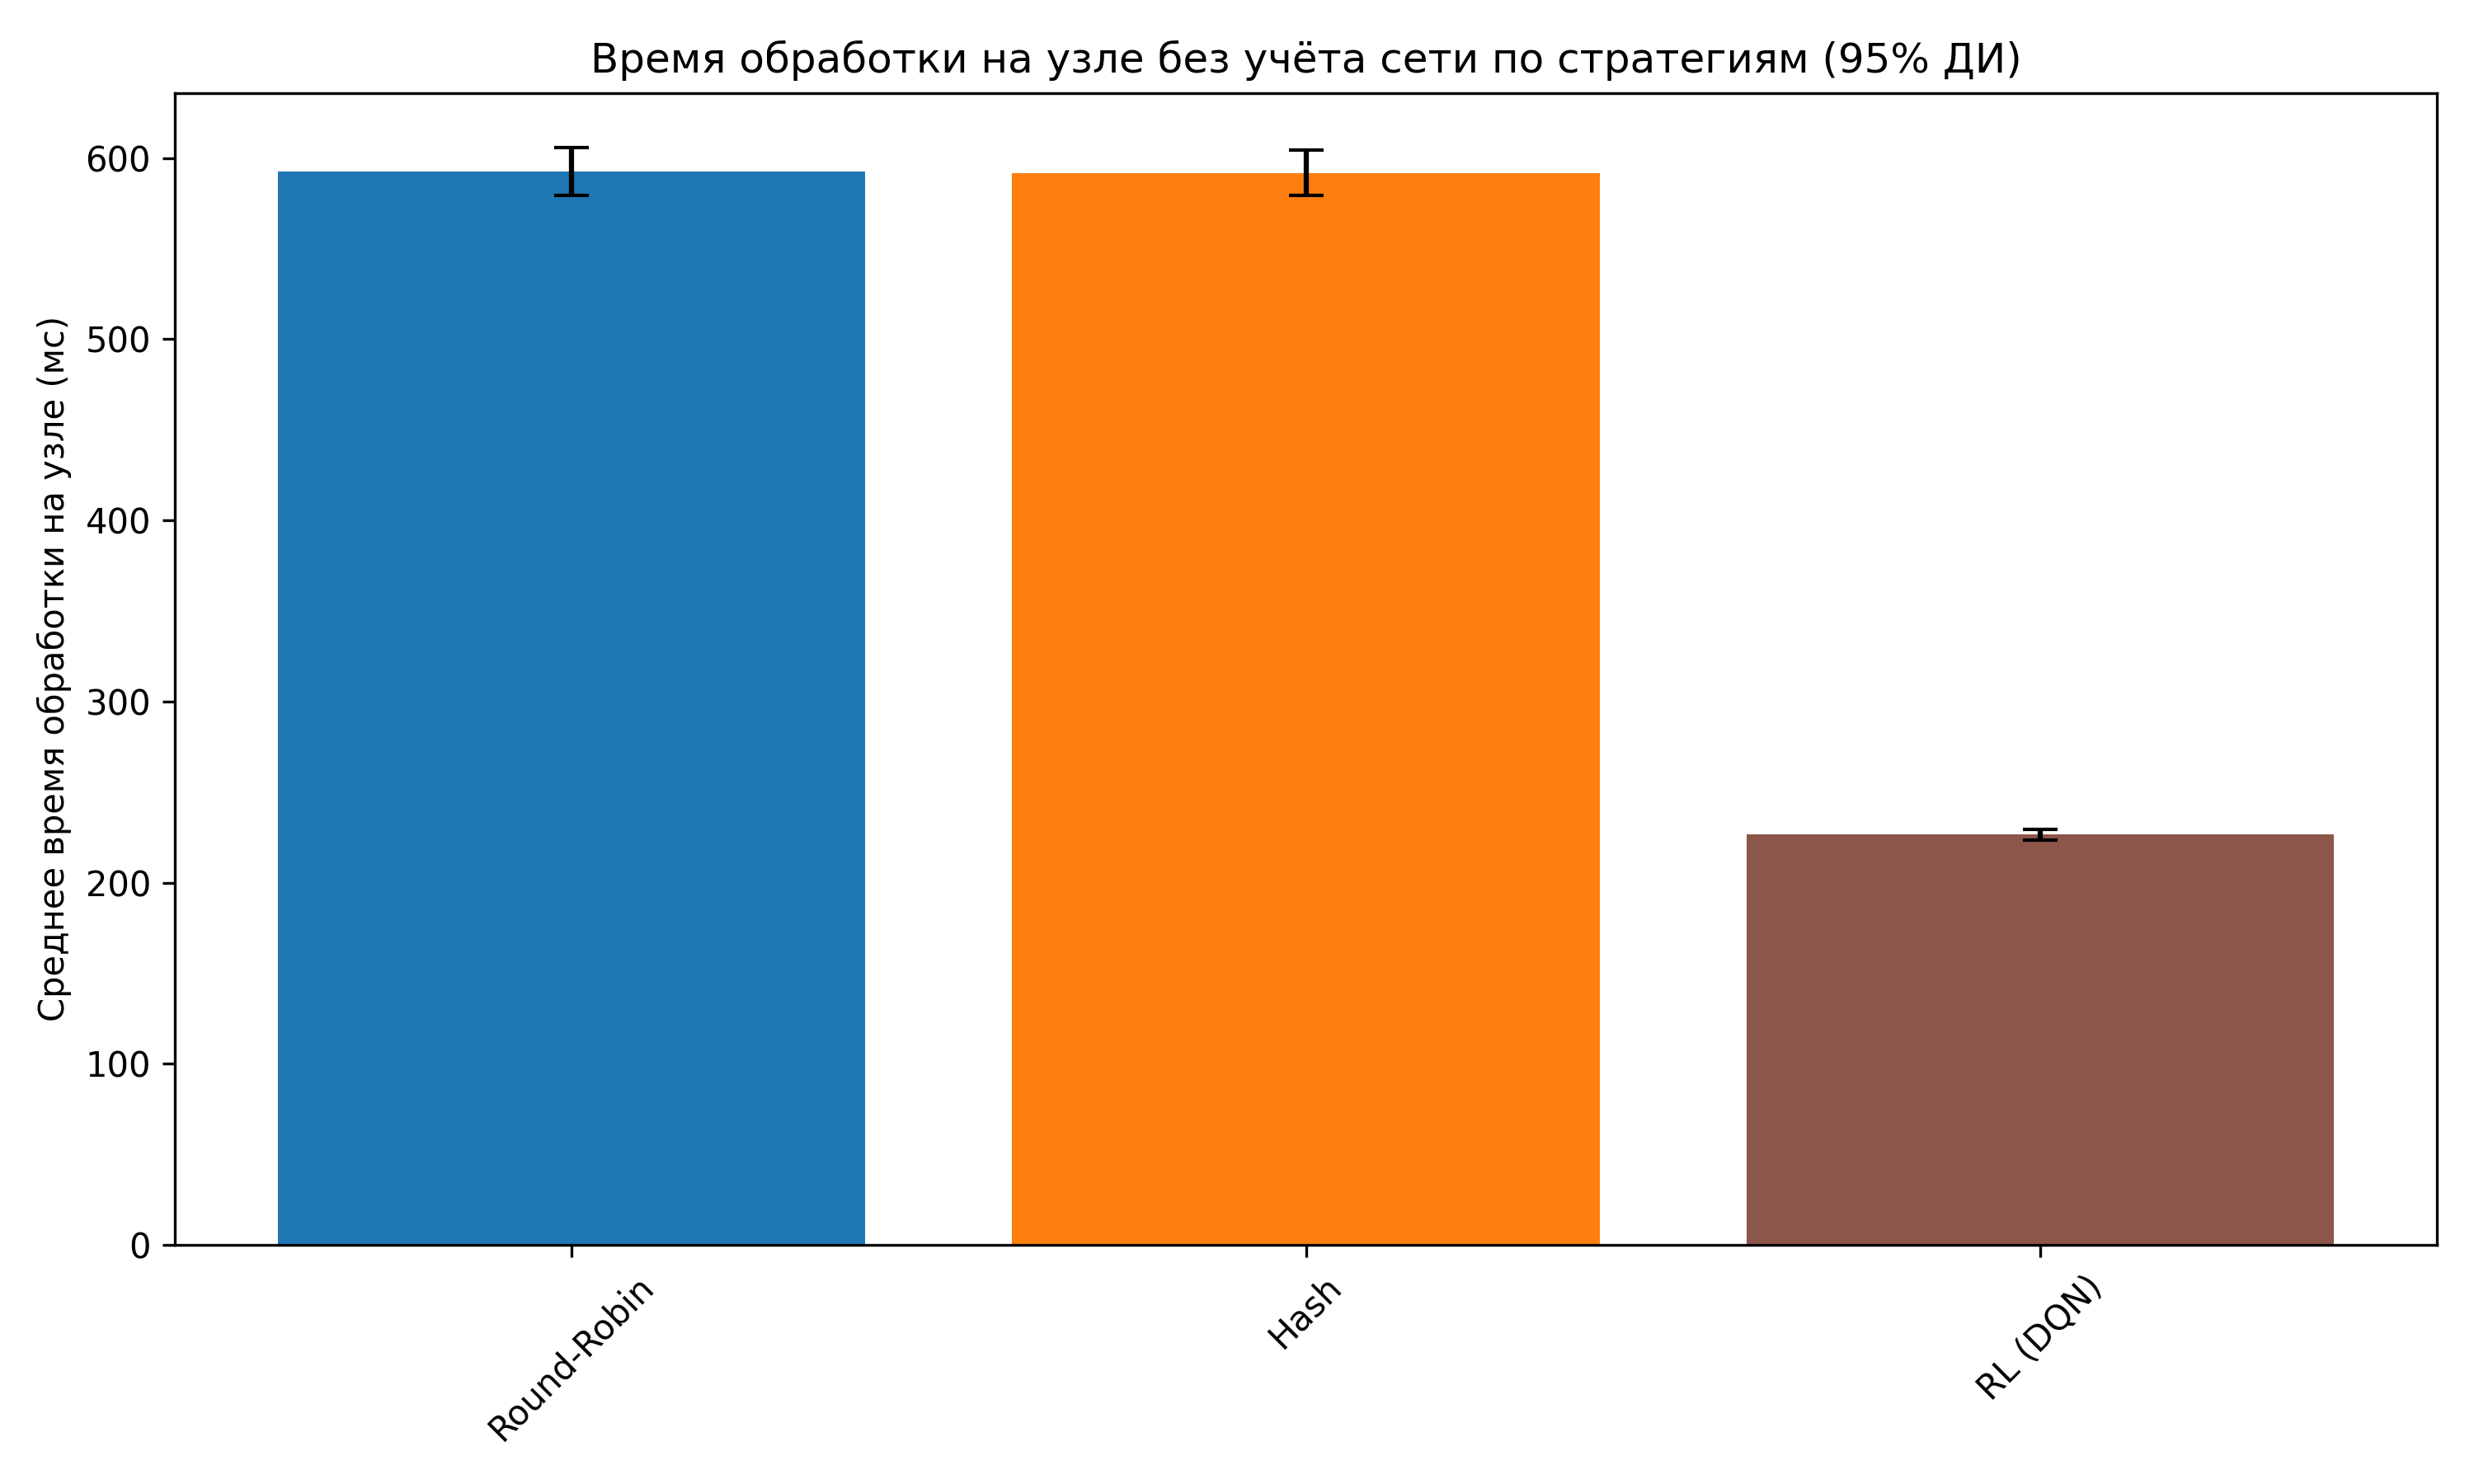 Время обработки на узле без учёта сети по стратегиям (95% ДИ)
Среднее время обработки на узле (мс)
600
500
400
300
200
100
0
Round-Robin
Hash
RL (DQN)